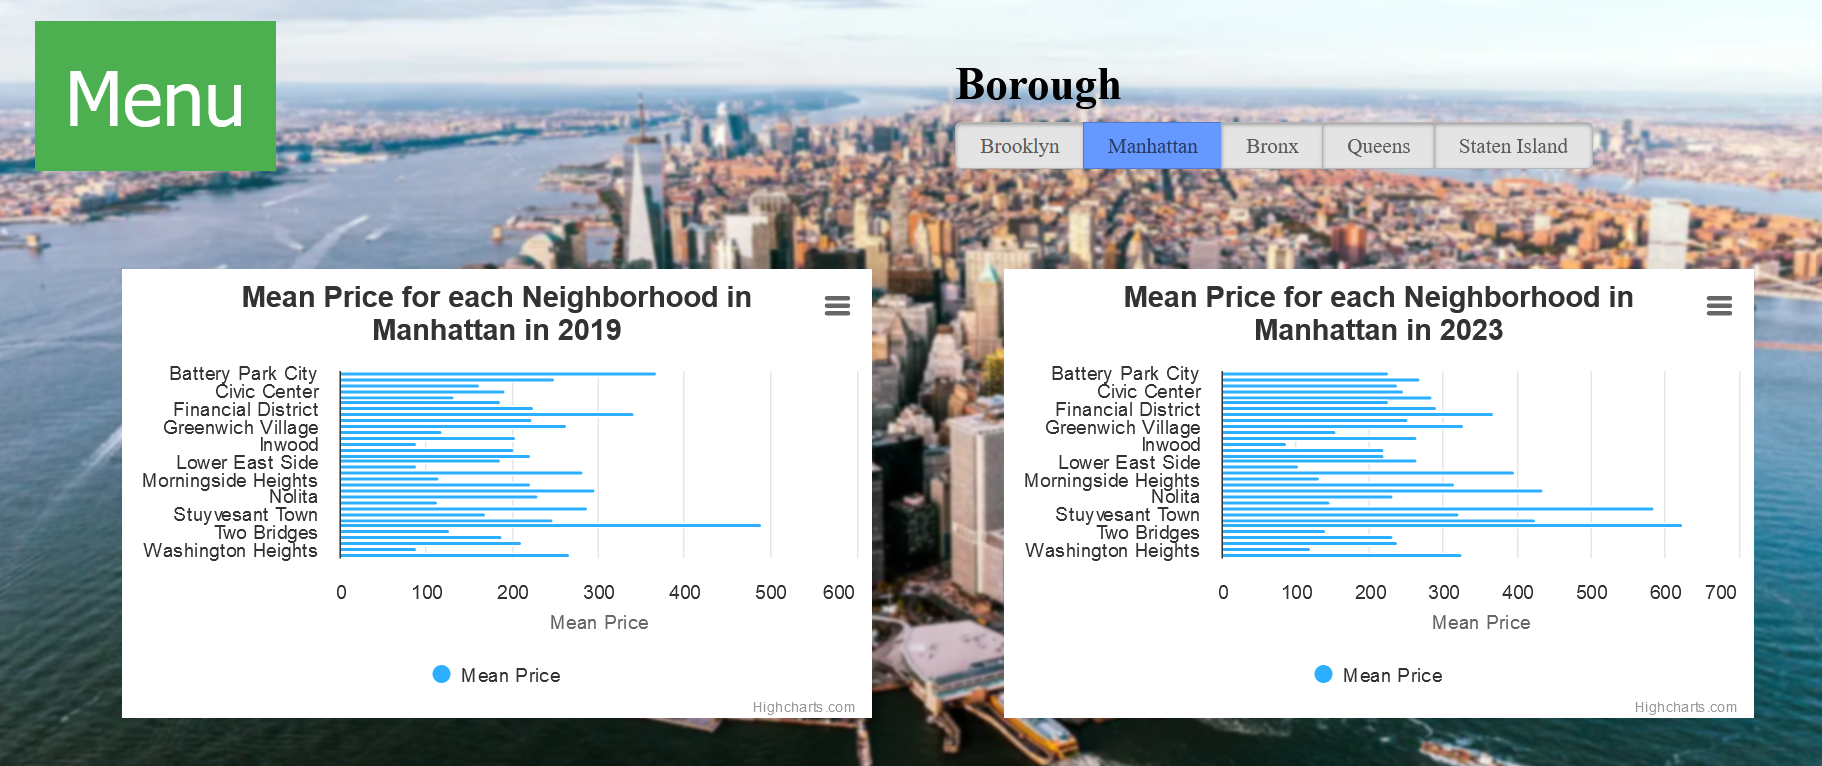 Menu
Borough
Brooklyn Manhattan Bronx Queens Staten Island
Mean Price for each Neighborhood in
Manhattan in 2019
Battery Park City
Civic Center
Financial District
Greenwich Village
Inwood
Lower East Side
Morningside Heights
Nolita
Stuyvesant Town
Two Bridges
Washington Heights
0 100 200 300 400 500 600
Mean Price
Mean Price
Highcharts.com
Mean Price for each Neighborhood in
Manhattan in 2023
Battery Park City
Civic Center
Financial District
Greenwich Village
Inwood
Lower East Side
Morningside Heights
Nolita
Stuyvesant Town
Two Bridges
Washington Heights
0 100 200 300 400 500 600 700
Mean Price
Mean Price
Highcharts.com